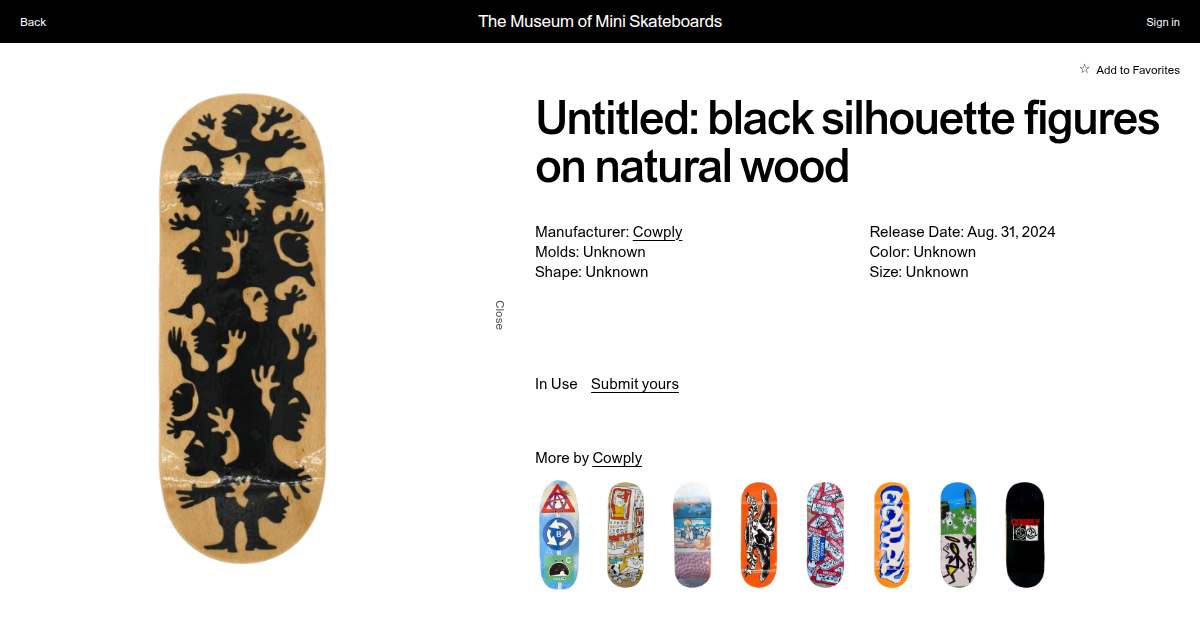 Back
The Museum of Mini Skateboards
Sign in
☆ Add to Favorites
Untitled: black silhouette figures
on natural wood
Manufacturer: Cowply
Release Date: Aug. 31, 2024
Molds: Unknown
Color: Unknown
Shape: Unknown
Size: Unknown
Close
In Use
Submit yours
More by Cowply